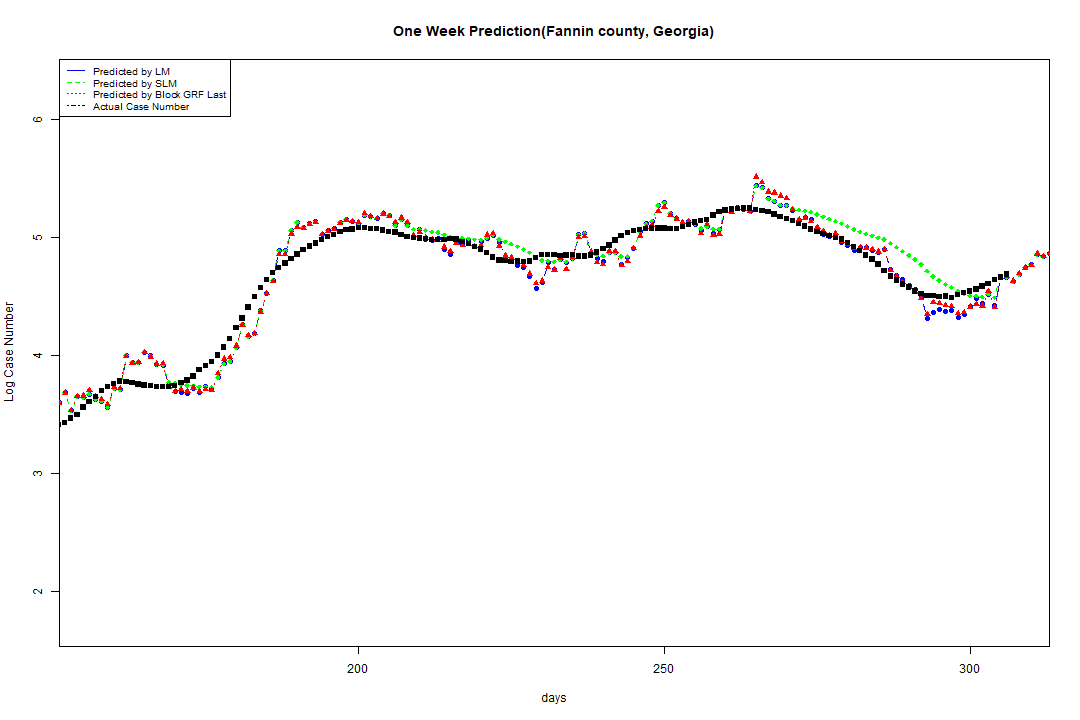 One Week Prediction(Fannin county, Georgia)
Predicted by LM
Predicted by SLM
Predicted by Block GRF Last
Actual Case Number
6
5
4
3
2
Log Case Number
200
250
300
days